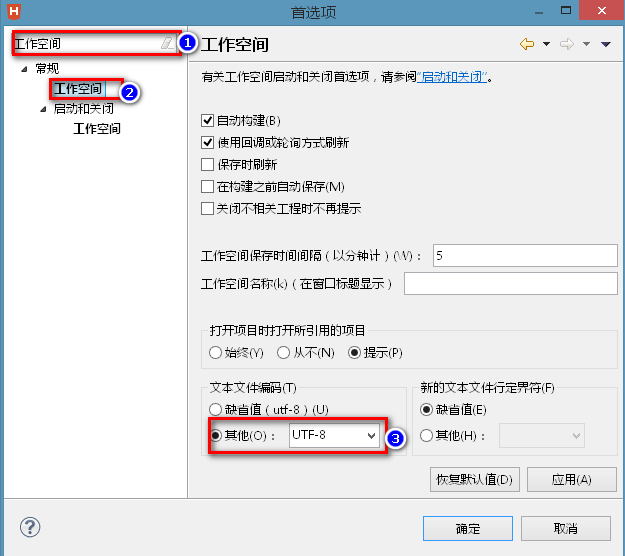 H 首选项
工作空间 1
常规
工作空间 2
启动和关闭
工作空间
工作空间
有关工作空间启动和关闭首选项，请参阅“启动和关闭”。
自动构建(B)
使用回调或轮询方式刷新
保存时刷新
在构建之前自动保存(M)
关闭不相关工程时不再提示
工作空间保存时间间隔（以分钟计）(W)： 5
工作空间名称(k)（在窗口标题显示）
打开项目时打开所引用的项目
始终(Y) 从不(N) 提示(P)
文本文件编码(T)
缺省值（utf-8）(U)
其他(O)： UTF-8 3
新的文本文件行定界符(F)
缺省值(E)
其他(H)：
恢复默认值(D) 应用(A)
? 确定 取消